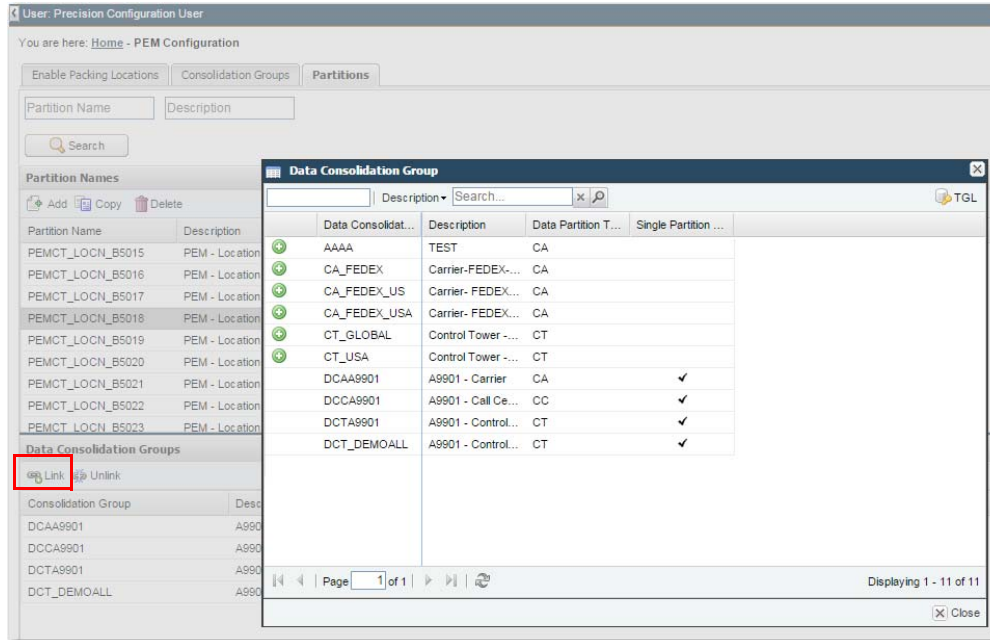 User: Precision Configuration User
You are here: Home - PEM Configuration
Enable Packing Locations Consolidation Groups Partitions
Partition Name Description
Search
Partition Names
Add Copy Delete
Partition Name Description
PEMCT_LOCN_B5015 PEM - Location
PEMCT_LOCN_B5016 PEM - Location
PEMCT_LOCN_B5017 PEM - Location
PEMCT_LOCN_B5018 PEM - Location
PEMCT_LOCN_B5019 PEM - Location
PEMCT_LOCN_B5020 PEM - Location
PEMCT_LOCN_B5021 PEM - Location
PEMCT_LOCN_B5022 PEM - Location
PEMCT_LOCN_B5023 PEM - Location
Data Consolidation Groups
Link Unlink
Consolidation Group Desc
DCAA9901 A990
DCCA9901 A990
DCTA9901 A990
DCT_DEMOALL A990
Data Consolidation Group
Description Search... TGL
Data Consolidat... Description Data Partition T... Single Partition ...
AAAA TEST CA
CA_FEDEX Carrier-FEDEX-... CA
CA_FEDEX_US Carrier- FEDEX... CA
CA_FEDEX_USA Carrier- FEDEX... CA
CT_GLOBAL Control Tower -... CT
CT_USA Control Tower -... CT
DCAA9901 A9901 - Carrier CA ✔
DCCA9901 A9901 - Call Ce... CC ✔
DCTA9901 A9901 - Control... CT ✔
DCT_DEMOALL A9901 - Control... CT ✔
Page 1 of 1 Displaying 1 - 11 of 11
Close